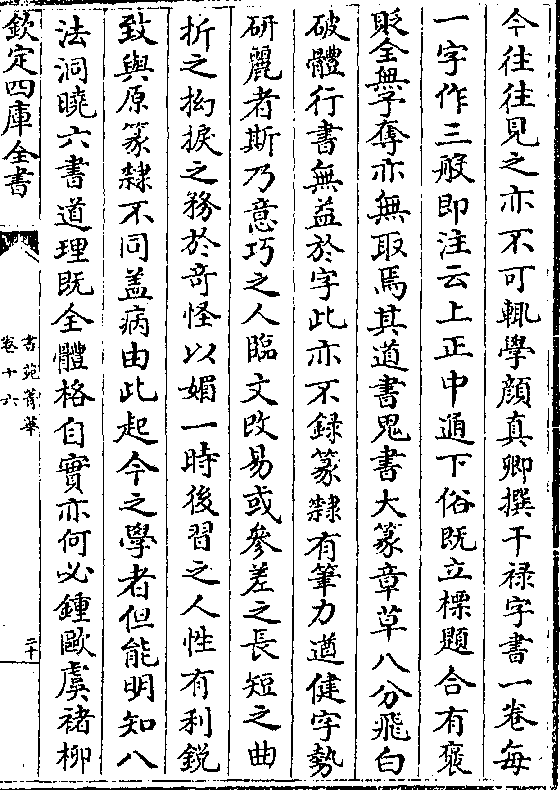 今往往見之亦不可輒學顔真卿撰干禄字書一卷每
一字作三般即注云上正中通下俗既立標題合有褒
貶全無予奪亦無取焉其道書鬼書大篆章草八分飛白
破體行書無益於字此亦不録篆隸有筆力遒健字勢
研麗者斯乃意巧之人臨文改易或參差之長短之曲
折之拗捩之務於奇怪以媚一時後習之人性有利鋭
致與原篆隸不同盖病由此起今之學者但能明知八
法洞曉六書道理既全體格自實亦何必鍾歐虞褚柳
欽定四庫全書
書苑菁華
卷十六
二十